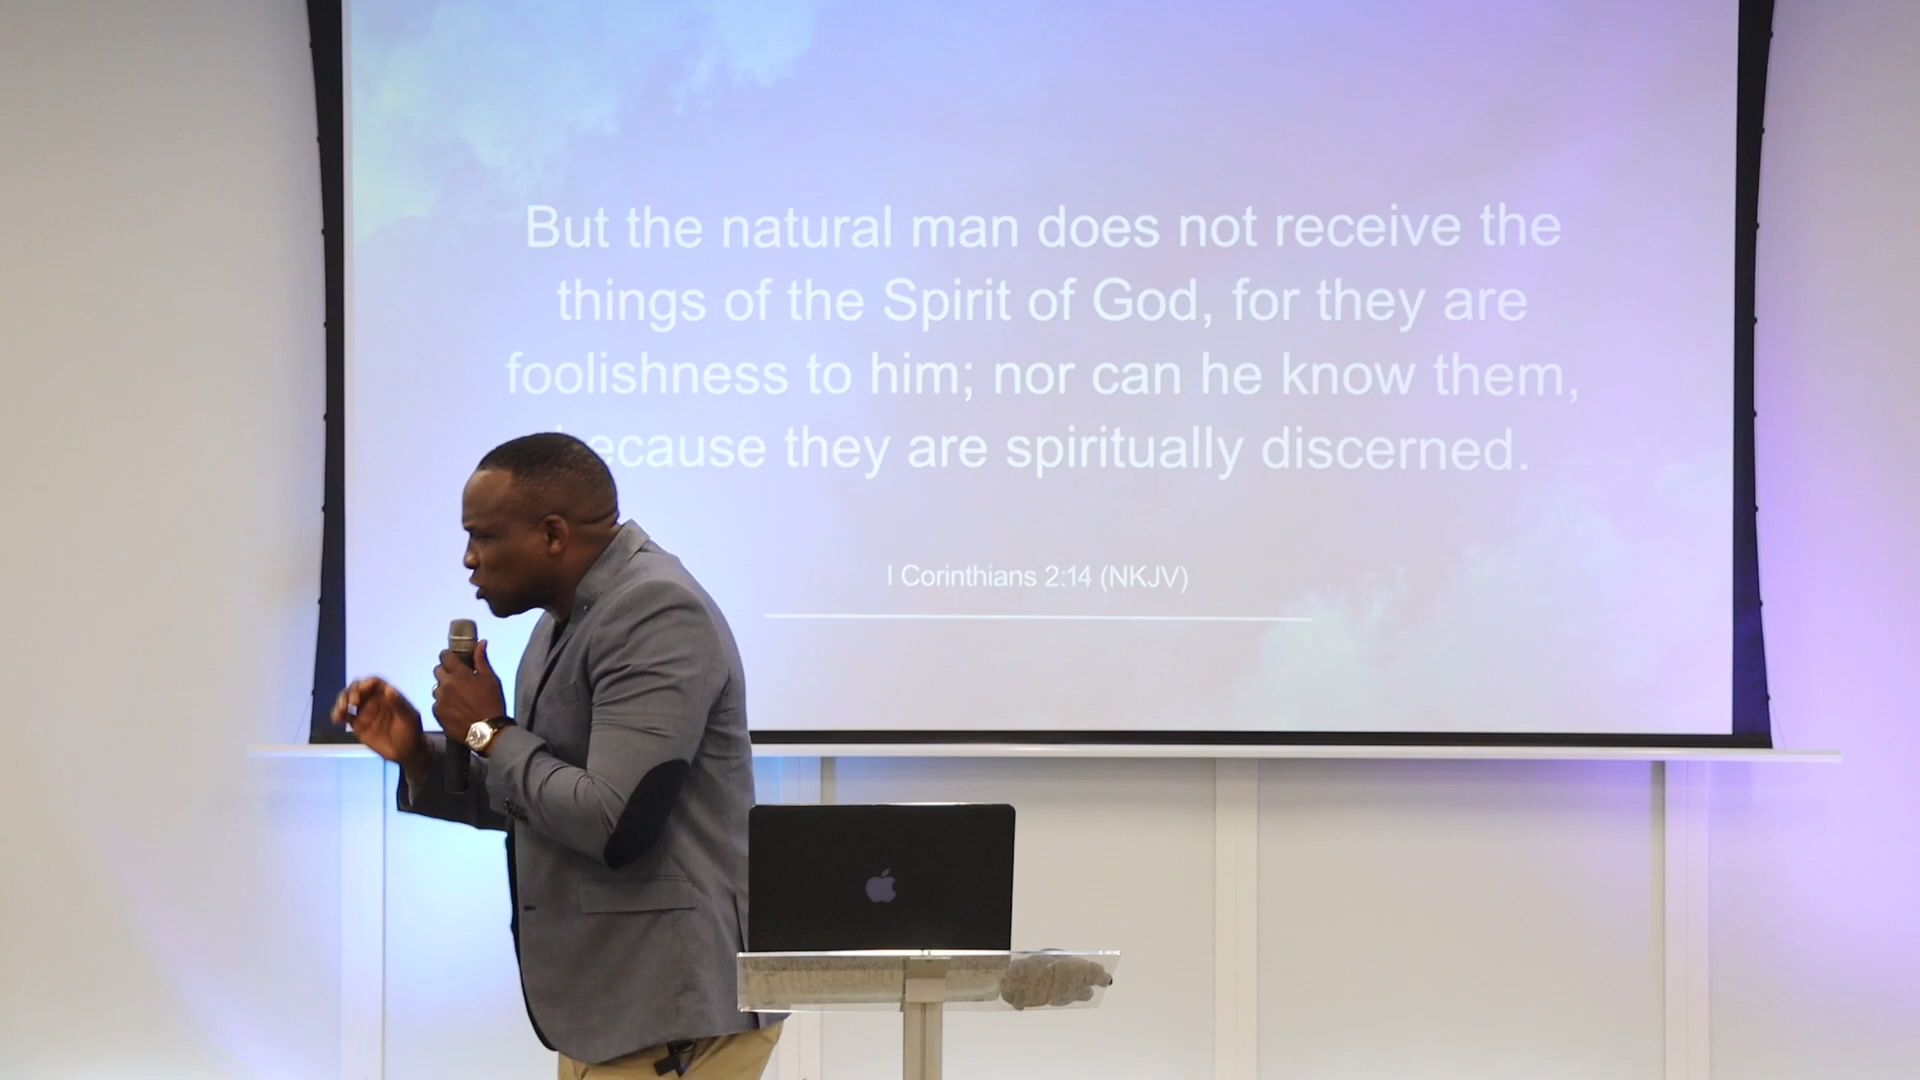 But the natural man does not receive the
things of the Spirit of God, for they are
foolishness to him; nor can he know them,
because they are spiritually discerned.
I Corinthians 2:14 (NKJV)